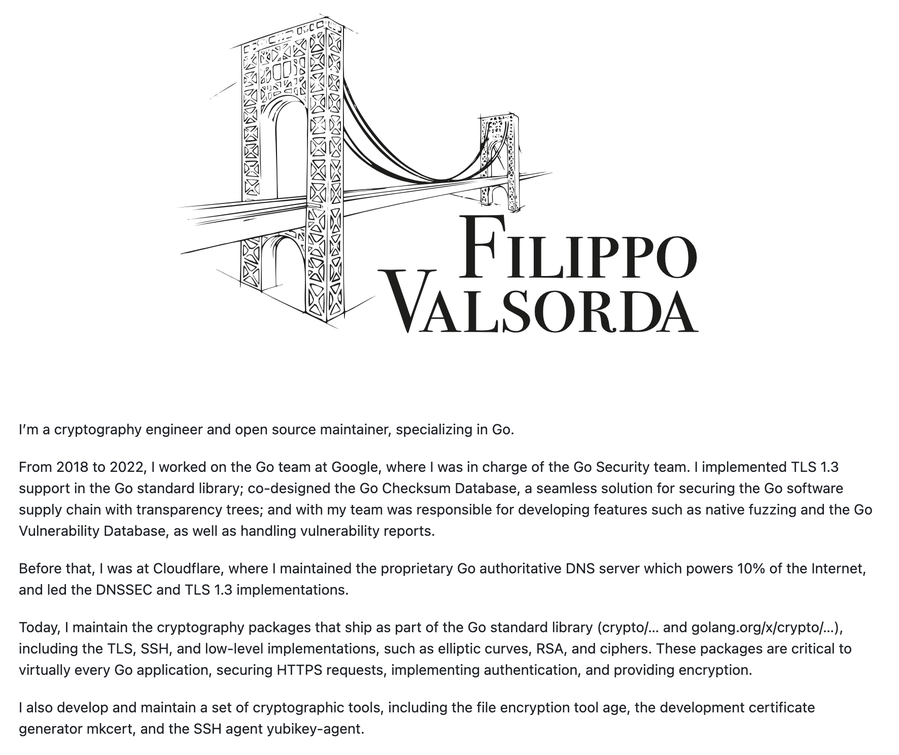 FILIPPO
VALSORDA
I’m a cryptography engineer and open source maintainer, specializing in Go.
From 2018 to 2022, I worked on the Go team at Google, where I was in charge of the Go Security team. I implemented TLS 1.3
support in the Go standard library; co-designed the Go Checksum Database, a seamless solution for securing the Go software
supply chain with transparency trees; and with my team was responsible for developing features such as native fuzzing and the Go
Vulnerability Database, as well as handling vulnerability reports.
Before that, I was at Cloudflare, where I maintained the proprietary Go authoritative DNS server which powers 10% of the Internet,
and led the DNSSEC and TLS 1.3 implementations.
Today, I maintain the cryptography packages that ship as part of the Go standard library (crypto/… and golang.org/x/crypto/…),
including the TLS, SSH, and low-level implementations, such as elliptic curves, RSA, and ciphers. These packages are critical to
virtually every Go application, securing HTTPS requests, implementing authentication, and providing encryption.
I also develop and maintain a set of cryptographic tools, including the file encryption tool age, the development certificate
generator mkcert, and the SSH agent yubikey-agent.